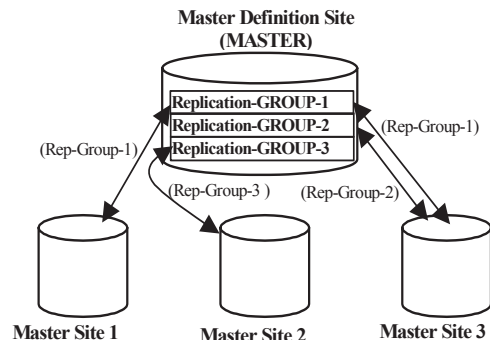 Master Definition Site
(MASTER)
Replication-GROUP-1
Replication-GROUP-2
Replication-GROUP-3
(Rep-Group-1)
(Rep-Group-1)
(Rep-Group-3 )
(Rep-Group-2)
Master Site 1
Master Site 2
Master Site 3